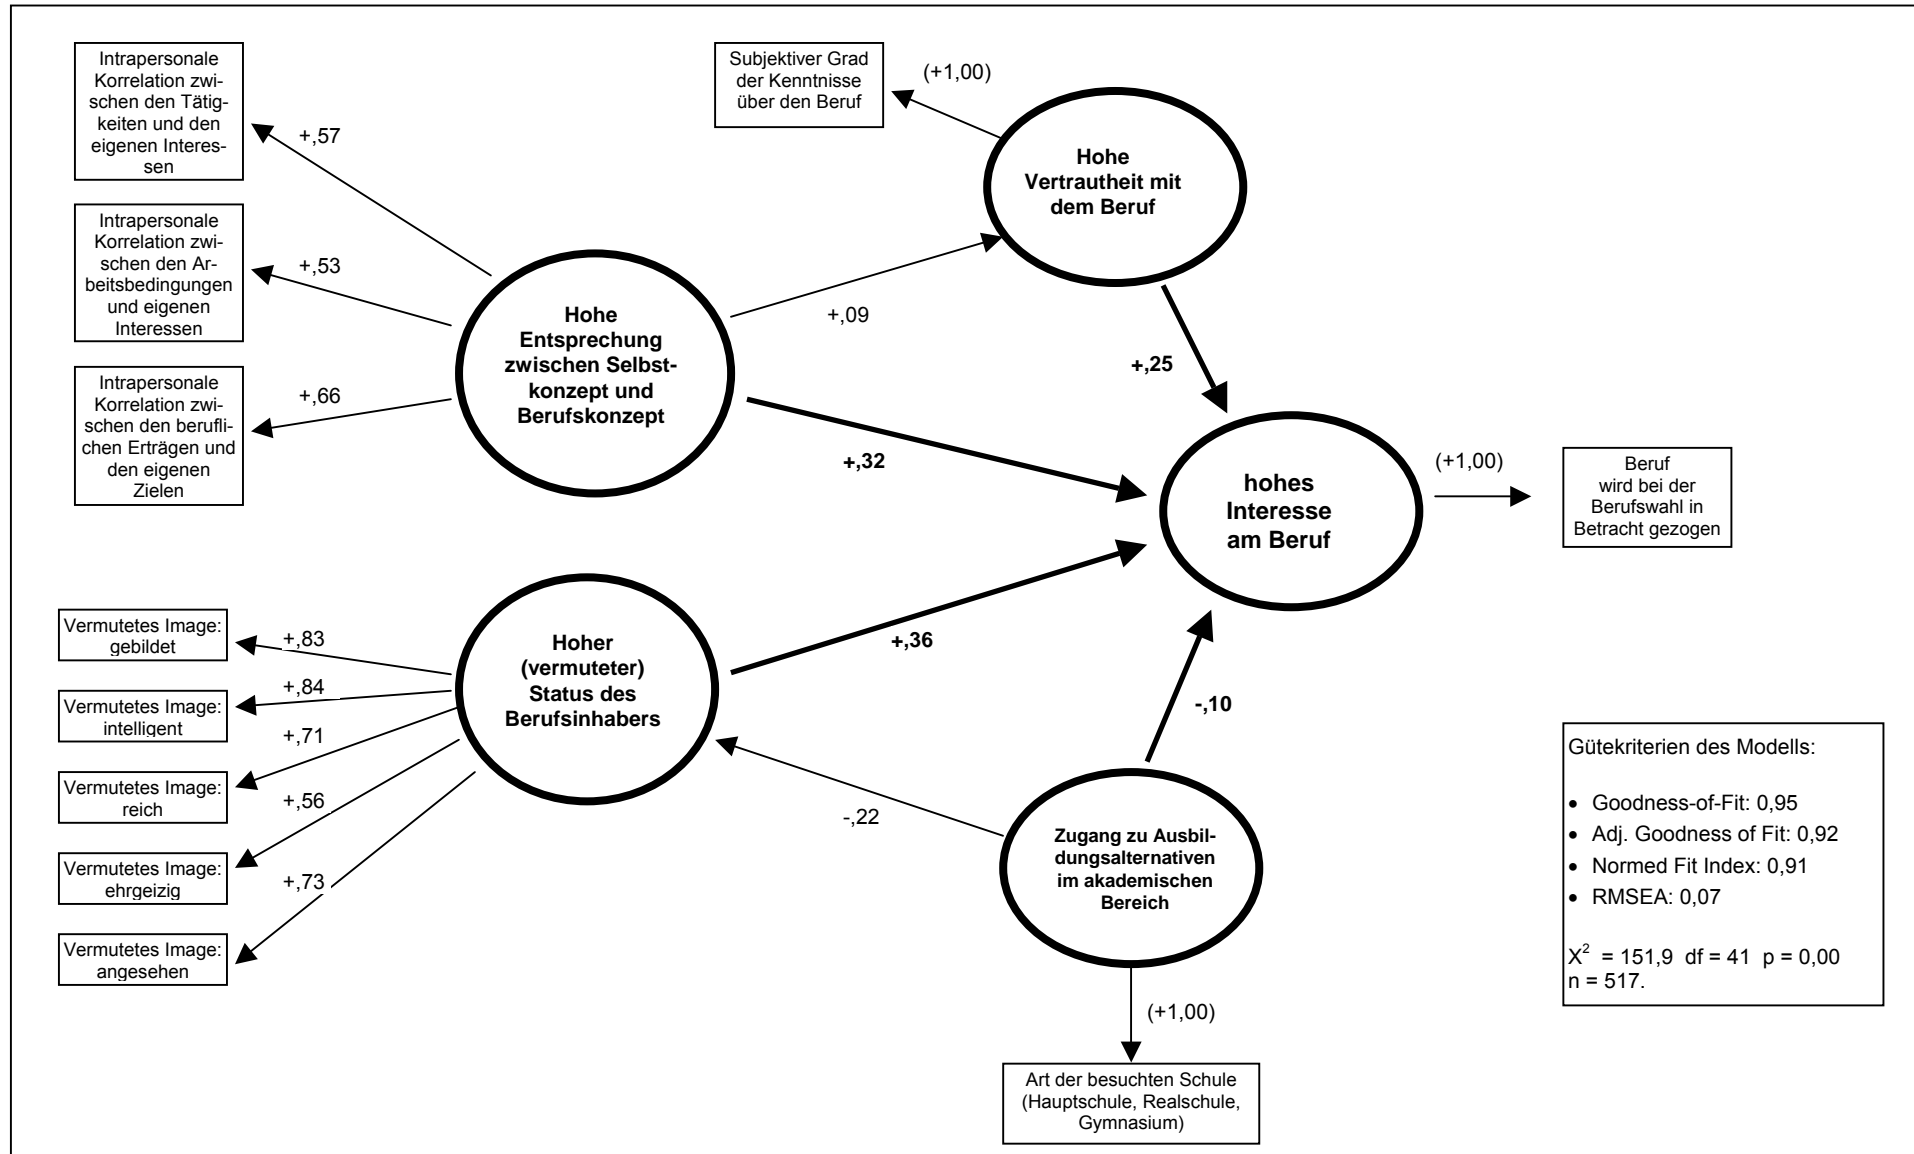 Intrapersonale
Korrelation zwi-
schen den Tätig-
keiten und den
eigenen Interes-
sen
+,57
Intrapersonale
Korrelation zwi-
schen den Ar-
beitsbedingungen
und eigenen
Interessen
+,53
Intrapersonale
Korrelation zwi-
schen den berufli-
chen Erträgen und
den eigenen
Zielen
+,66
Hohe
Entsprechung
zwischen Selbst-
konzept und
Berufskonzept
Subjektiver Grad
der Kenntnisse
über den Beruf
(+1,00)
Hohe
Vertrautheit mit
dem Beruf
+,09
+,25
+,32
hohes
Interesse
am Beruf
(+1,00)
Beruf
wird bei der
Berufswahl in
Betracht gezogen
Vermutetes Image:
gebildet
+,83
Vermutetes Image:
intelligent
+,84
Vermutetes Image:
reich
+,71
Vermutetes Image:
ehrgeizig
+,56
Vermutetes Image:
angesehen
+,73
Hoher
(vermuteter)
Status des
Berufsinhabers
+,36
-,10
-,22
Zugang zu Ausbil-
dungsalternativen
im akademischen
Bereich
(+1,00)
Art der besuchten Schule
(Hauptschule, Realschule,
Gymnasium)
Gütekriterien des Modells:
• Goodness-of-Fit: 0,95
• Adj. Goodness of Fit: 0,92
• Normed Fit Index: 0,91
• RMSEA: 0,07
X² = 151,9 df = 41 p = 0,00
n = 517.